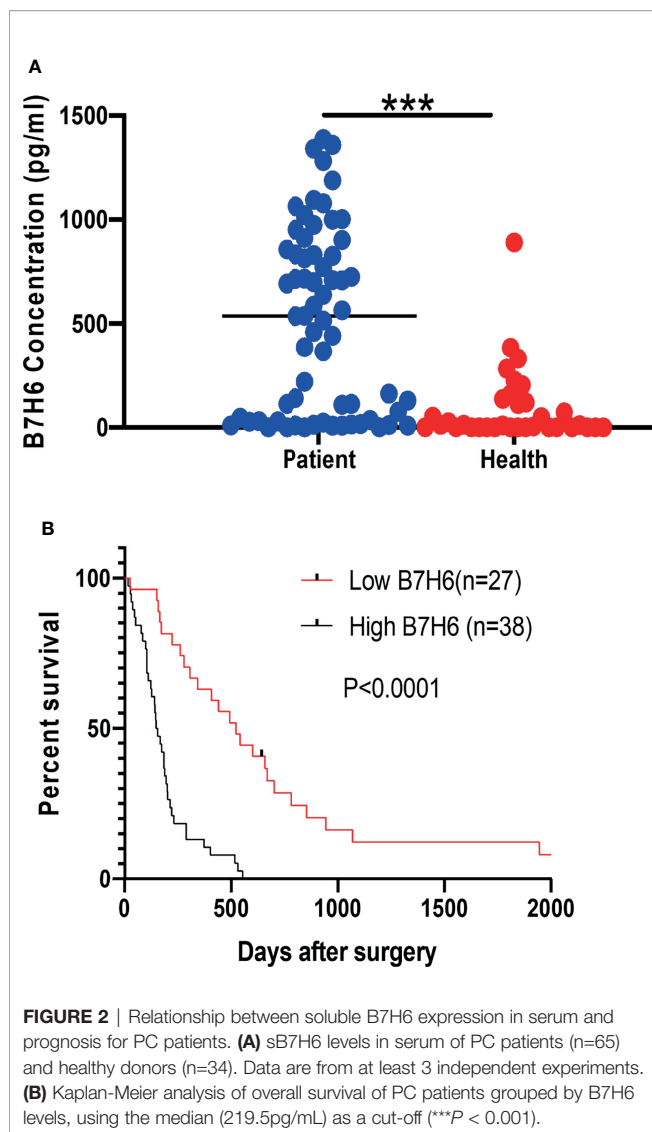 A
***
1500
1000
500
0
B7H6 Concentration (pg/ml)
Patient Health
B
100
50
0
Percent survival
Low B7H6(n=27)
High B7H6 (n=38)
P<0.0001
0 500 1000 1500 2000
Days after surgery
FIGURE 2 | Relationship between soluble B7H6 expression in serum and
prognosis for PC patients. (A) sB7H6 levels in serum of PC patients (n=65)
and healthy donors (n=34). Data are from at least 3 independent experiments.
(B) Kaplan-Meier analysis of overall survival of PC patients grouped by B7H6
levels, using the median (219.5pg/mL) as a cut-off (***P < 0.001).